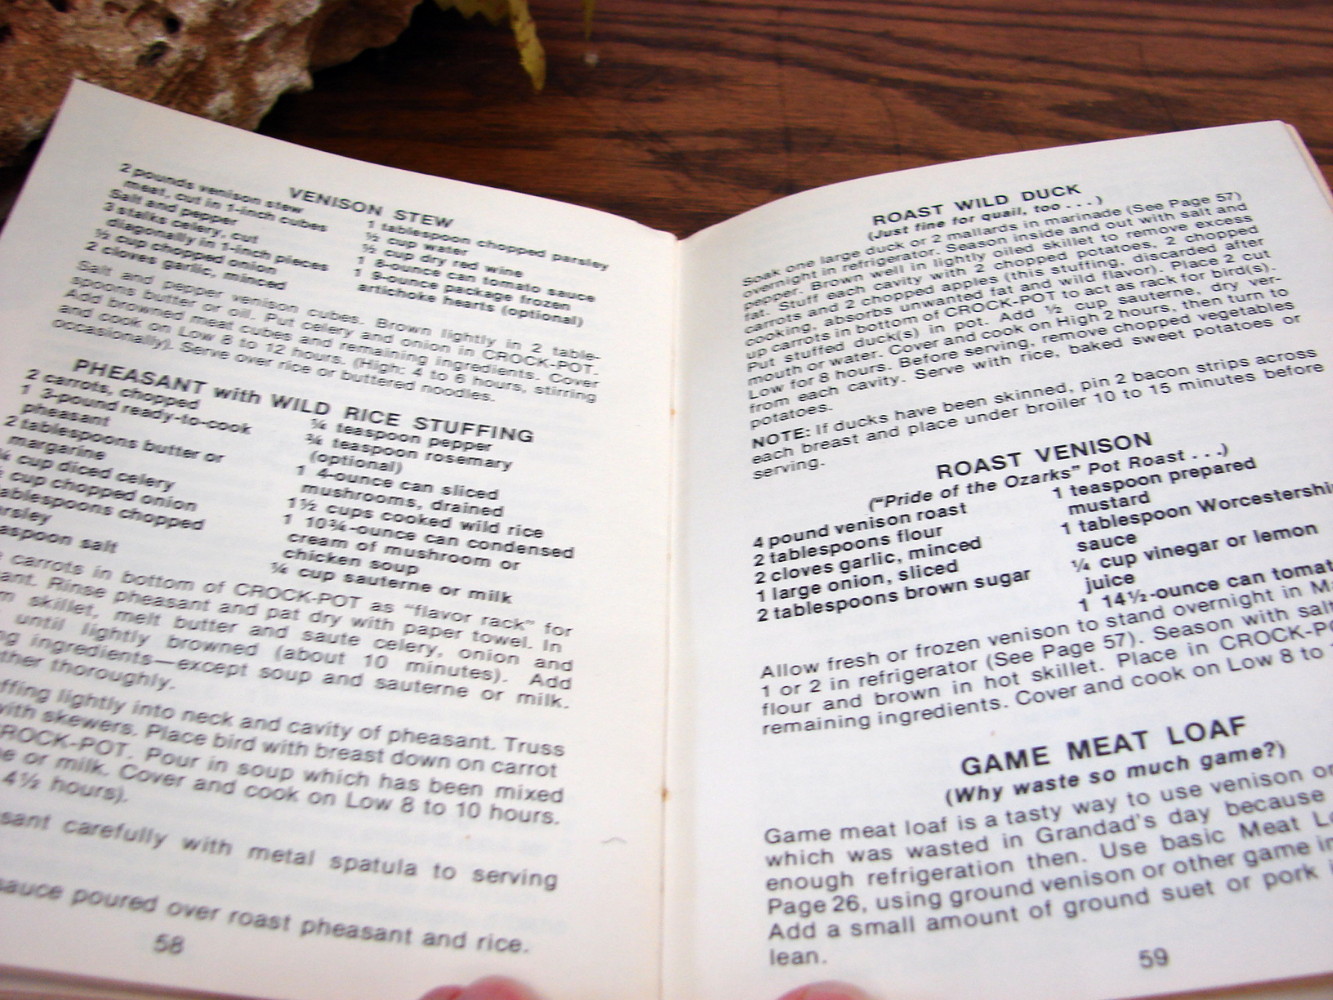 VENISON STEW
2 pounds venison stew
meat, cut in 1-inch cubes
Salt and pepper
3 stalks celery, cut
diagonally in 1-inch pieces
½ cup chopped onion
2 cloves garlic, minced
1 tablespoon chopped parsley
½ cup water
½ cup dry red wine
1 8-ounce can tomato sauce
1 9-ounce package frozen
artichoke hearts (optional)
Salt and pepper venison cubes. Brown lightly in 2 table-
spoons butter or oil. Put celery and onion in CROCK-POT.
Add browned meat cubes and remaining ingredients. Cover
and cook on Low 8 to 12 hours. (High: 4 to 6 hours, stirring
occasionally). Serve over rice or buttered noodles.
PHEASANT with WILD RICE STUFFING
2 carrots, chopped
1 3-pound ready-to-cook
pheasant
2 tablespoons butter or
margarine
cup diced celery
cup chopped onion
tablespoons chopped
salt
¼ teaspoon pepper
¾ teaspoon rosemary
(optional)
1 4-ounce can sliced
mushrooms, drained
1½ cups cooked wild rice
1 10¾-ounce can condensed
cream of mushroom or
chicken soup
¼ cup sauterne or milk
carrots in bottom of CROCK-POT as "flavor rack" for
Rinse pheasant and pat dry with paper towel. In
skillet, melt butter and saute celery, onion and
until lightly browned (about 10 minutes). Add
ingredients—except soup and sauterne or milk.
thoroughly.
lightly into neck and cavity of pheasant. Truss
with skewers. Place bird with breast down on carrot
CROCK-POT. Pour in soup which has been mixed
or milk. Cover and cook on Low 8 to 10 hours.
4½ hours).
carefully with metal spatula to serving
sauce poured over roast pheasant and rice.
58
ROAST WILD DUCK
(Just fine for quail, too . . . )
Soak one large duck or 2 mallards in marinade (See Page 57)
overnight in refrigerator. Season inside and out with salt and
pepper. Brown well in lightly oiled skillet to remove excess
fat. Stuff each cavity with 2 chopped potatoes, 2 chopped
carrots and 2 chopped apples (this stuffing, discarded after
cooking, absorbs unwanted fat and wild flavor). Place 2 cut
up carrots in bottom of CROCK-POT to act as rack for bird(s).
Put stuffed duck(s) in pot. Add ½ cup sauterne, dry ver-
mouth or water. Cover and cook on High 2 hours, then turn to
Low for 8 hours. Before serving, remove chopped vegetables
from each cavity. Serve with rice, baked sweet potatoes or
potatoes.
NOTE: If ducks have been skinned, pin 2 bacon strips across
each breast and place under broiler 10 to 15 minutes before
serving.
ROAST VENISON
("Pride of the Ozarks" Pot Roast . . .)
4 pound venison roast
2 tablespoons flour
2 cloves garlic, minced
1 large onion, sliced
2 tablespoons brown sugar
1 teaspoon prepared
mustard
1 tablespoon Worcestershire
sauce
¼ cup vinegar or lemon
juice
1 14½-ounce can
Allow fresh or frozen venison to stand overnight in
1 or 2 in refrigerator (See Page 57). Season with salt
flour and brown in hot skillet. Place in CROCK-POT
remaining ingredients. Cover and cook on Low 8 to
GAME MEAT LOAF
(Why waste so much game?)
Game meat loaf is a tasty way to use venison or
which was wasted in Grandad's day because
enough refrigeration then. Use basic Meat
Page 26, using ground venison or other game
Add a small amount of ground suet or pork
lean.
59